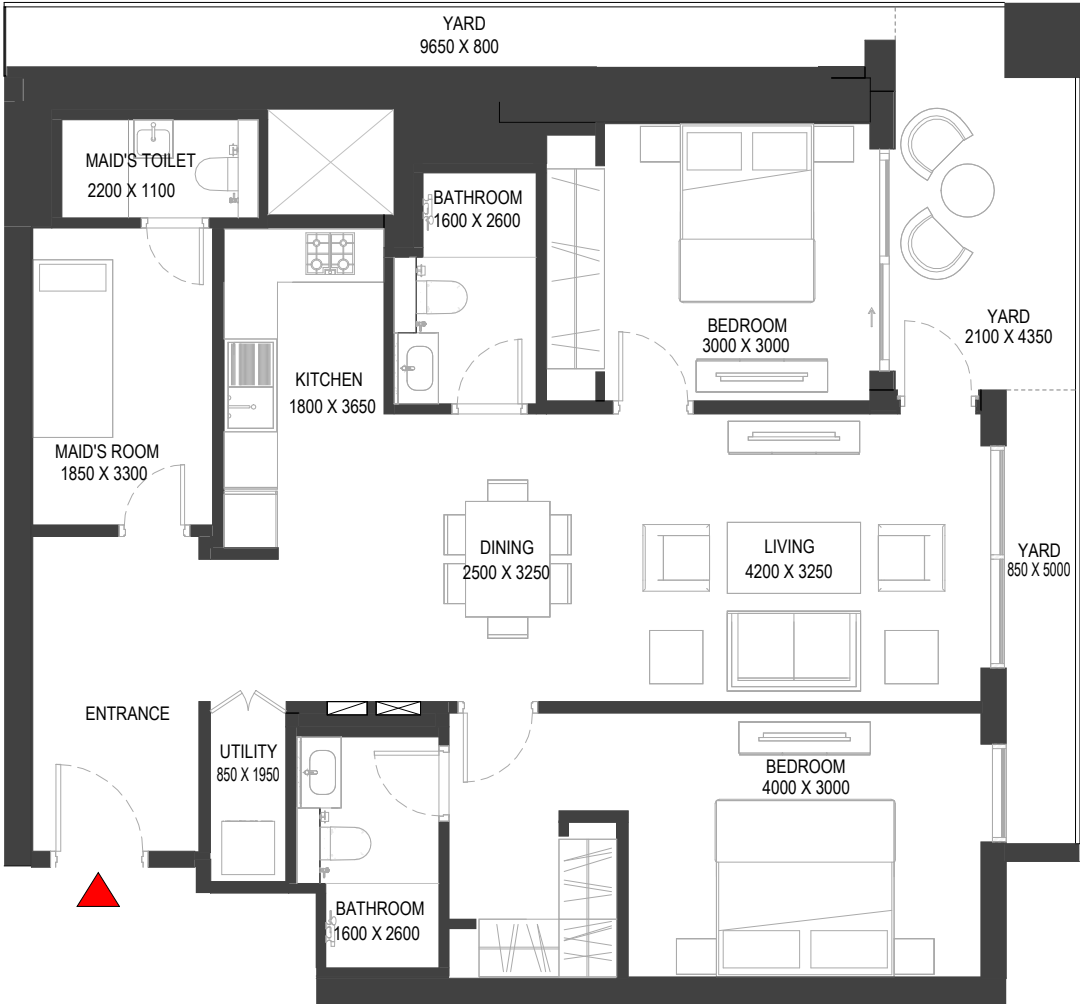 YARD
9650 X 800
MAID'S TOILET
2200 X 1100
BATHROOM
1600 X 2600
BEDROOM
3000 X 3000
YARD
2100 X 4350
KITCHEN
1800 X 3650
MAID'S ROOM
1850 X 3300
DINING
2500 X 3250
LIVING
4200 X 3250
YARD
850 X 5000
ENTRANCE
UTILITY
850 X 1950
BEDROOM
4000 X 3000
BATHROOM
1600 X 2600